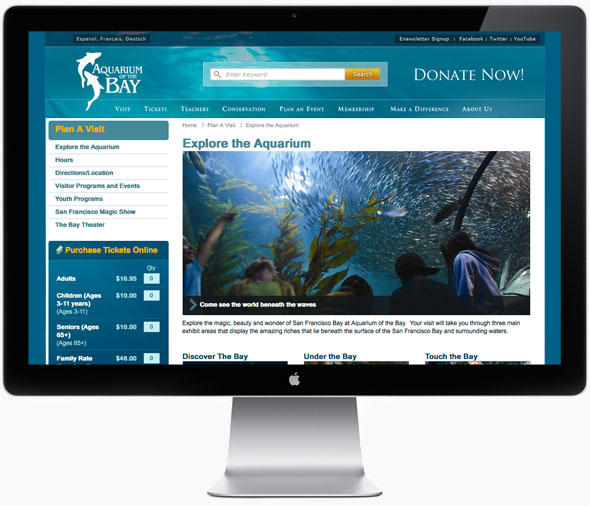 Espanol, Francais, Deutsch
Enewsletter Signup | Facebook | Twitter | YouTube
AQUARIUM
OF THE
BAY
Enter Keyword
Search
DONATE NOW!
VISIT TICKETS TEACHERS CONSERVATION PLAN AN EVENT MEMBERSHIP MAKE A DIFFERENCE ABOUT US
Plan A Visit
Explore the Aquarium
Hours
Directions/Location
Visitor Programs and Events
Youth Programs
San Francisco Magic Show
The Bay Theater
Purchase Tickets Online
Qty
Adults $16.95 0
Children (Ages $10.00 0
3-11 years)
(Ages 3-11)
Seniors (Ages $10.00 0
65+)
(Ages 65+)
Family Rate $48.00 0
Home > Plan A Visit > Explore the Aquarium
Explore the Aquarium
Come see the world beneath the waves
Explore the magic, beauty and wonder of San Francisco Bay at Aquarium of the Bay. Your visit will take you through three main
exhibit areas that display the amazing riches that lie beneath the surface of the San Francisco Bay and surrounding waters.
Discover The Bay
Under the Bay
Touch the Bay